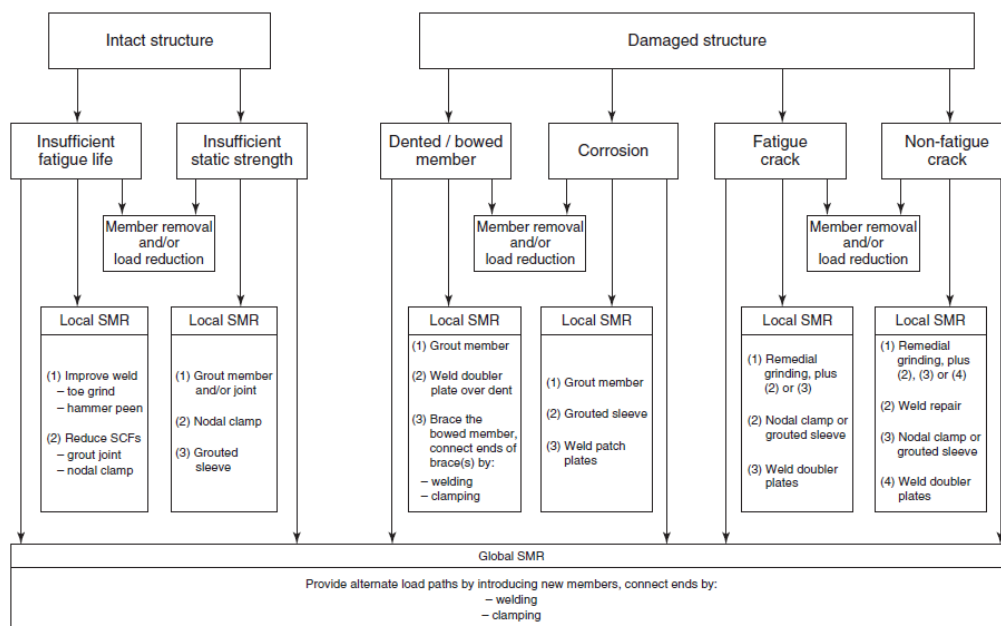 Intact structure
Damaged structure
Insufficient
fatigue life
Insufficient
static strength
Dented / bowed
member
Corrosion
Fatigue
crack
Non-fatigue
crack
Member removal
and/or
load reduction
Member removal
and/or
load reduction
Member removal
and/or
load reduction
Local SMR
(1) Improve weld
– toe grind
– hammer peen
(2) Reduce SCFs
– grout joint
– nodal clamp
Local SMR
(1) Grout member
and/or joint
(2) Nodal clamp
(3) Grouted
sleeve
Local SMR
(1) Grout member
(2) Weld doubler
plate over dent
(3) Brace the
bowed member,
connect ends of
brace(s) by:
– welding
– clamping
Local SMR
(1) Grout member
(2) Grouted sleeve
(3) Weld patch
plates
Local SMR
(1) Remedial
grinding, plus
(2) or (3)
(2) Nodal clamp or
grouted sleeve
(3) Weld doubler
plates
Local SMR
(1) Remedial
grinding, plus
(2), (3) or (4)
(2) Weld repair
(3) Nodal clamp or
grouted sleeve
(4) Weld doubler
plates
Global SMR
Provide alternate load paths by introducing new members, connect ends by:
– welding
– clamping